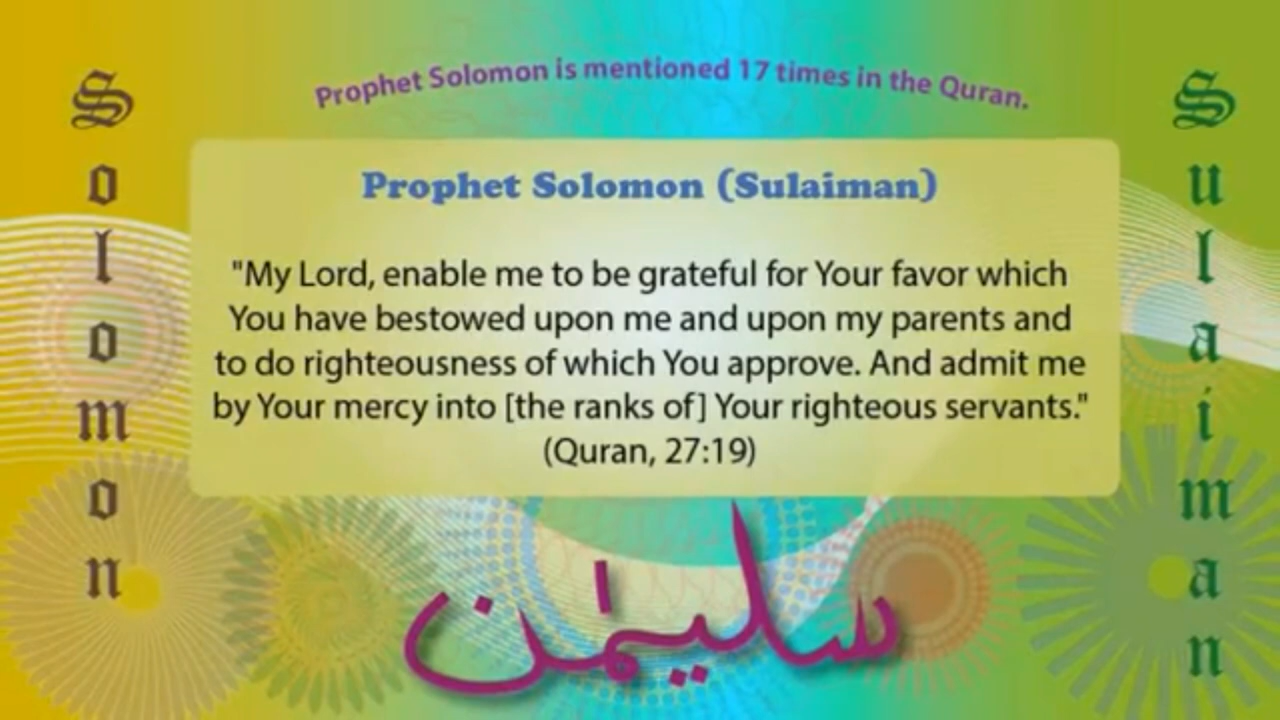 Prophet Solomon is mentioned 17 times in the Quran.
Solomon
Sulaiman
Prophet Solomon (Sulaiman)
"My Lord, enable me to be grateful for Your favor which
You have bestowed upon me and upon my parents and
to do righteousness of which You approve. And admit me
by Your mercy into [the ranks of] Your righteous servants."
(Quran, 27:19)
سليمٰن